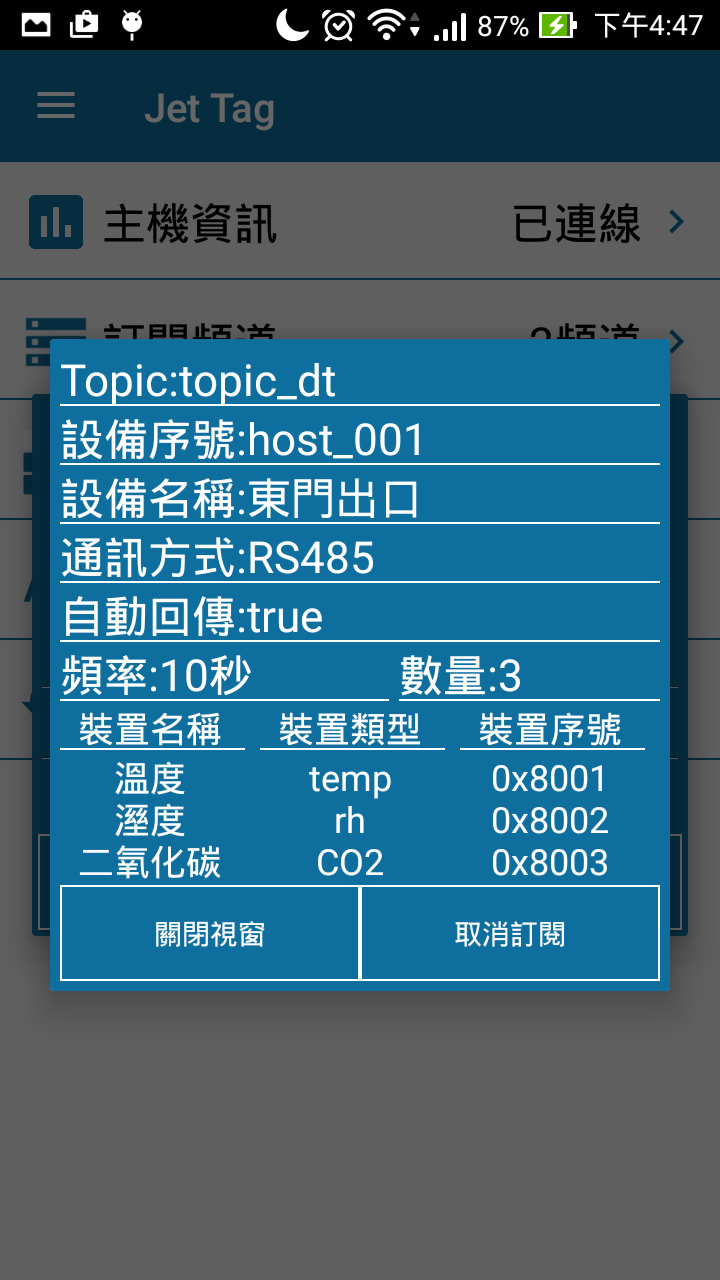 87% 下午4:47
Jet Tag
主機資訊 已連線
訂閱頻道 2頻道
Topic:topic_dt
設備序號:host_001
設備名稱:東門出口
通訊方式:RS485
自動回傳:true
頻率:10秒 數量:3
裝置名稱 裝置類型 裝置序號
溫度 temp 0x8001
溼度 rh 0x8002
二氧化碳 CO2 0x8003
關閉視窗 取消訂閱